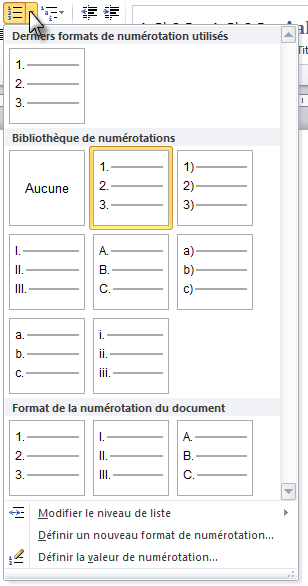 Derniers formats de numérotation utilisés
1.
2.
3.
Bibliothèque de numérotations
Aucune
1.
2.
3.
1)
2)
3)
I.
II.
III.
A.
B.
C.
a)
b)
c)
a.
b.
c.
i.
ii.
iii.
Format de la numérotation du document
1.
2.
3.
I.
II.
III.
A.
B.
C.
Modifier le niveau de liste
Définir un nouveau format de numérotation...
Définir la valeur de numérotation...